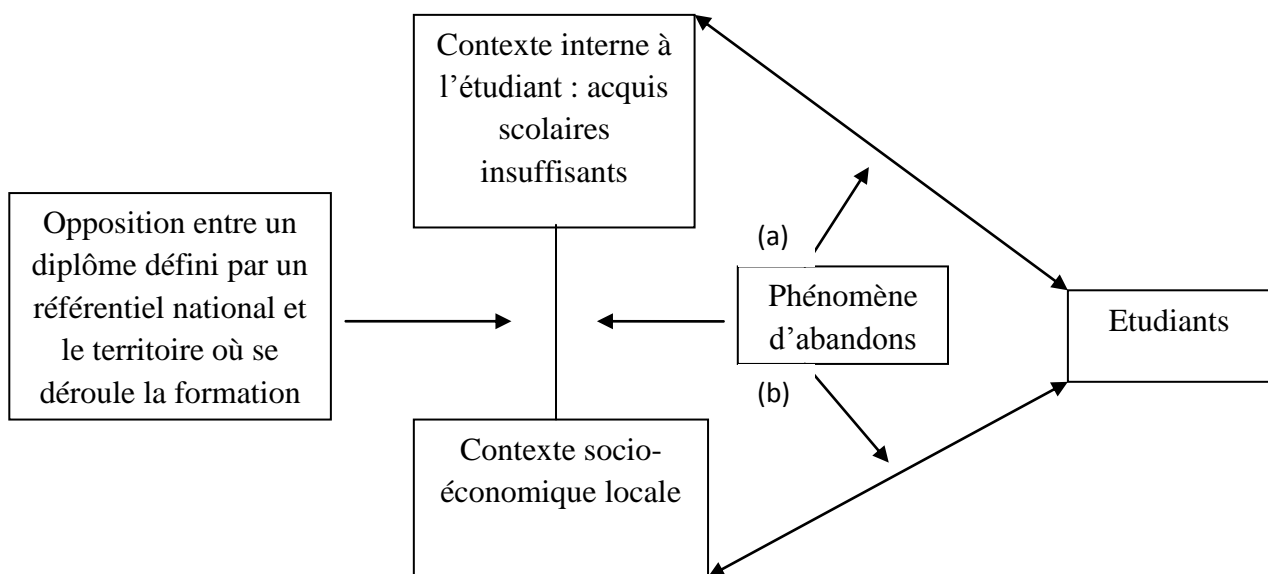 Contexte interne à
l’étudiant : acquis
scolaires
insuffisants
Opposition entre un
diplôme défini par un
référentiel national et
le territoire où se
déroule la formation
(a)
Phénomène
d’abandons
(b)
Etudiants
Contexte socio-
économique locale